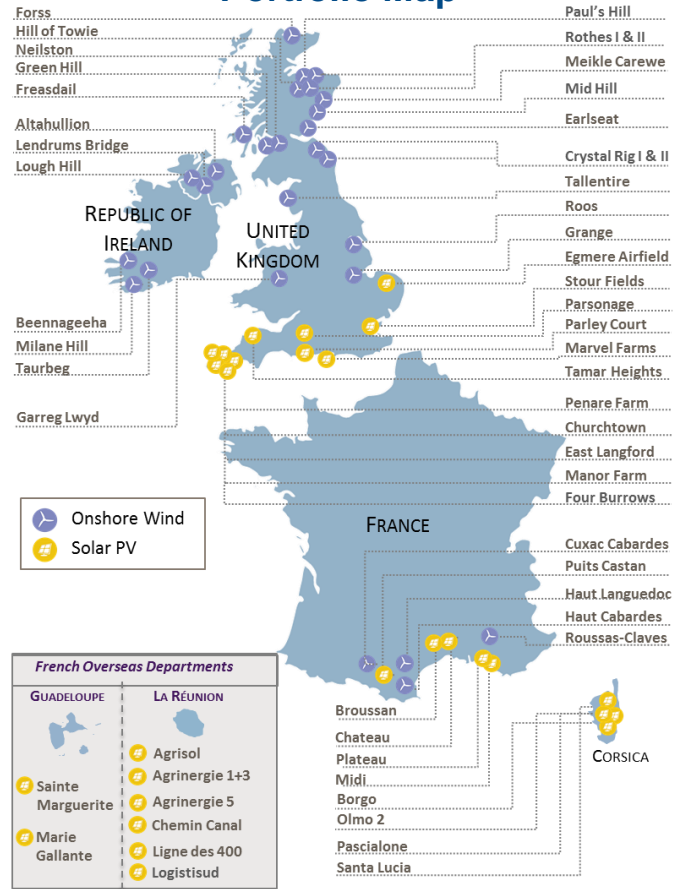 Portfolio Map
Forss
Hill of Towie
Neilston
Green Hill
Freasdail
Altahullion
Lendrums Bridge
Lough Hill
Paul's Hill
Rothes I & II
Meikle Carewe
Mid Hill
Earlseat
Crystal Rig I & II
Tallentire
Roos
Grange
Egmere Airfield
Stour Fields
Parsonage
Parley Court
Marvel Farms
Tamar Heights
Penare Farm
Churchtown
East Langford
Manor Farm
Four Burrows
REPUBLIC OF
IRELAND
UNITED
KINGDOM
Beennageeha
Milane Hill
Taurbeg
Garreg Lwyd
Onshore Wind
Solar PV
FRANCE
Cuxac Cabardes
Puits Castan
Haut Languedoc
Haut Cabardes
Roussas-Claves
Broussan
Chateau
Plateau
Midi
Borgo
Olmo 2
Pascialone
Santa Lucia
CORSICA
French Overseas Departments
GUADELOUPE
Sainte
Marguerite
Marie
Gallante
LA RÉUNION
Agrisol
Agrinergie 1+3
Agrinergie 5
Chemin Canal
Ligne des 400
Logistisud